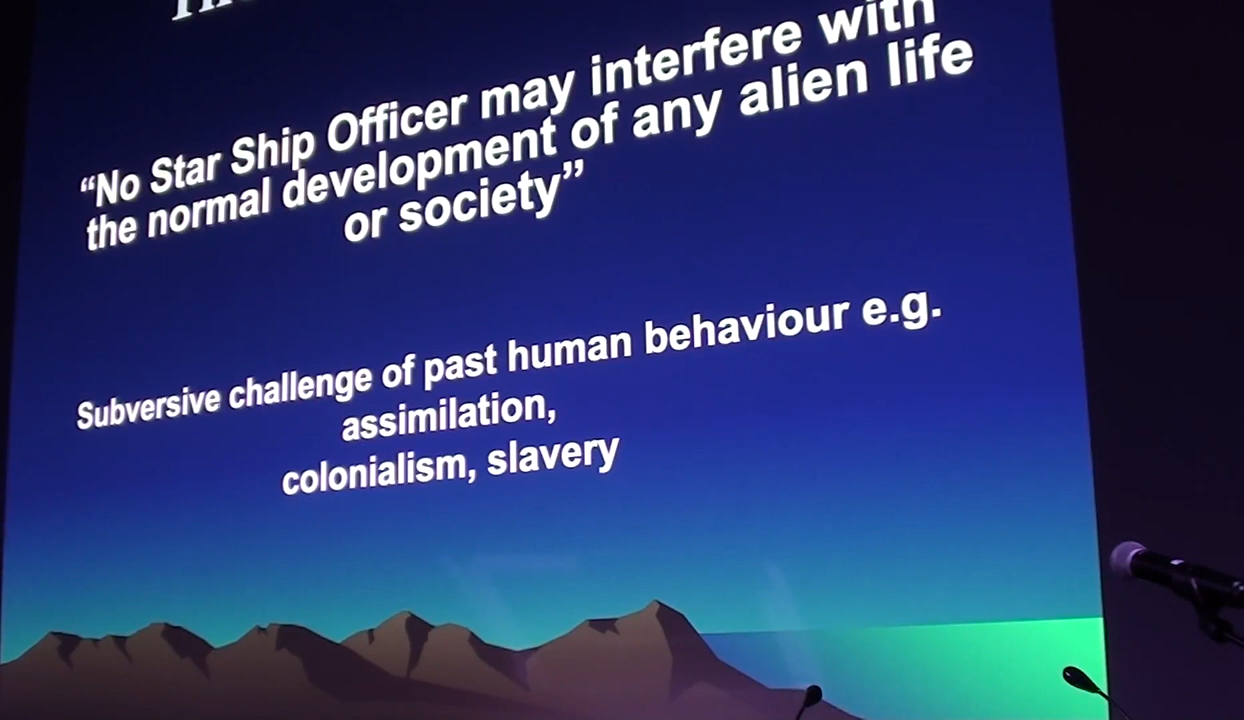 “No Star Ship Officer may interfere with
the normal development of any alien life
or society”
Subversive challenge of past human behaviour e.g.
assimilation,
colonialism, slavery